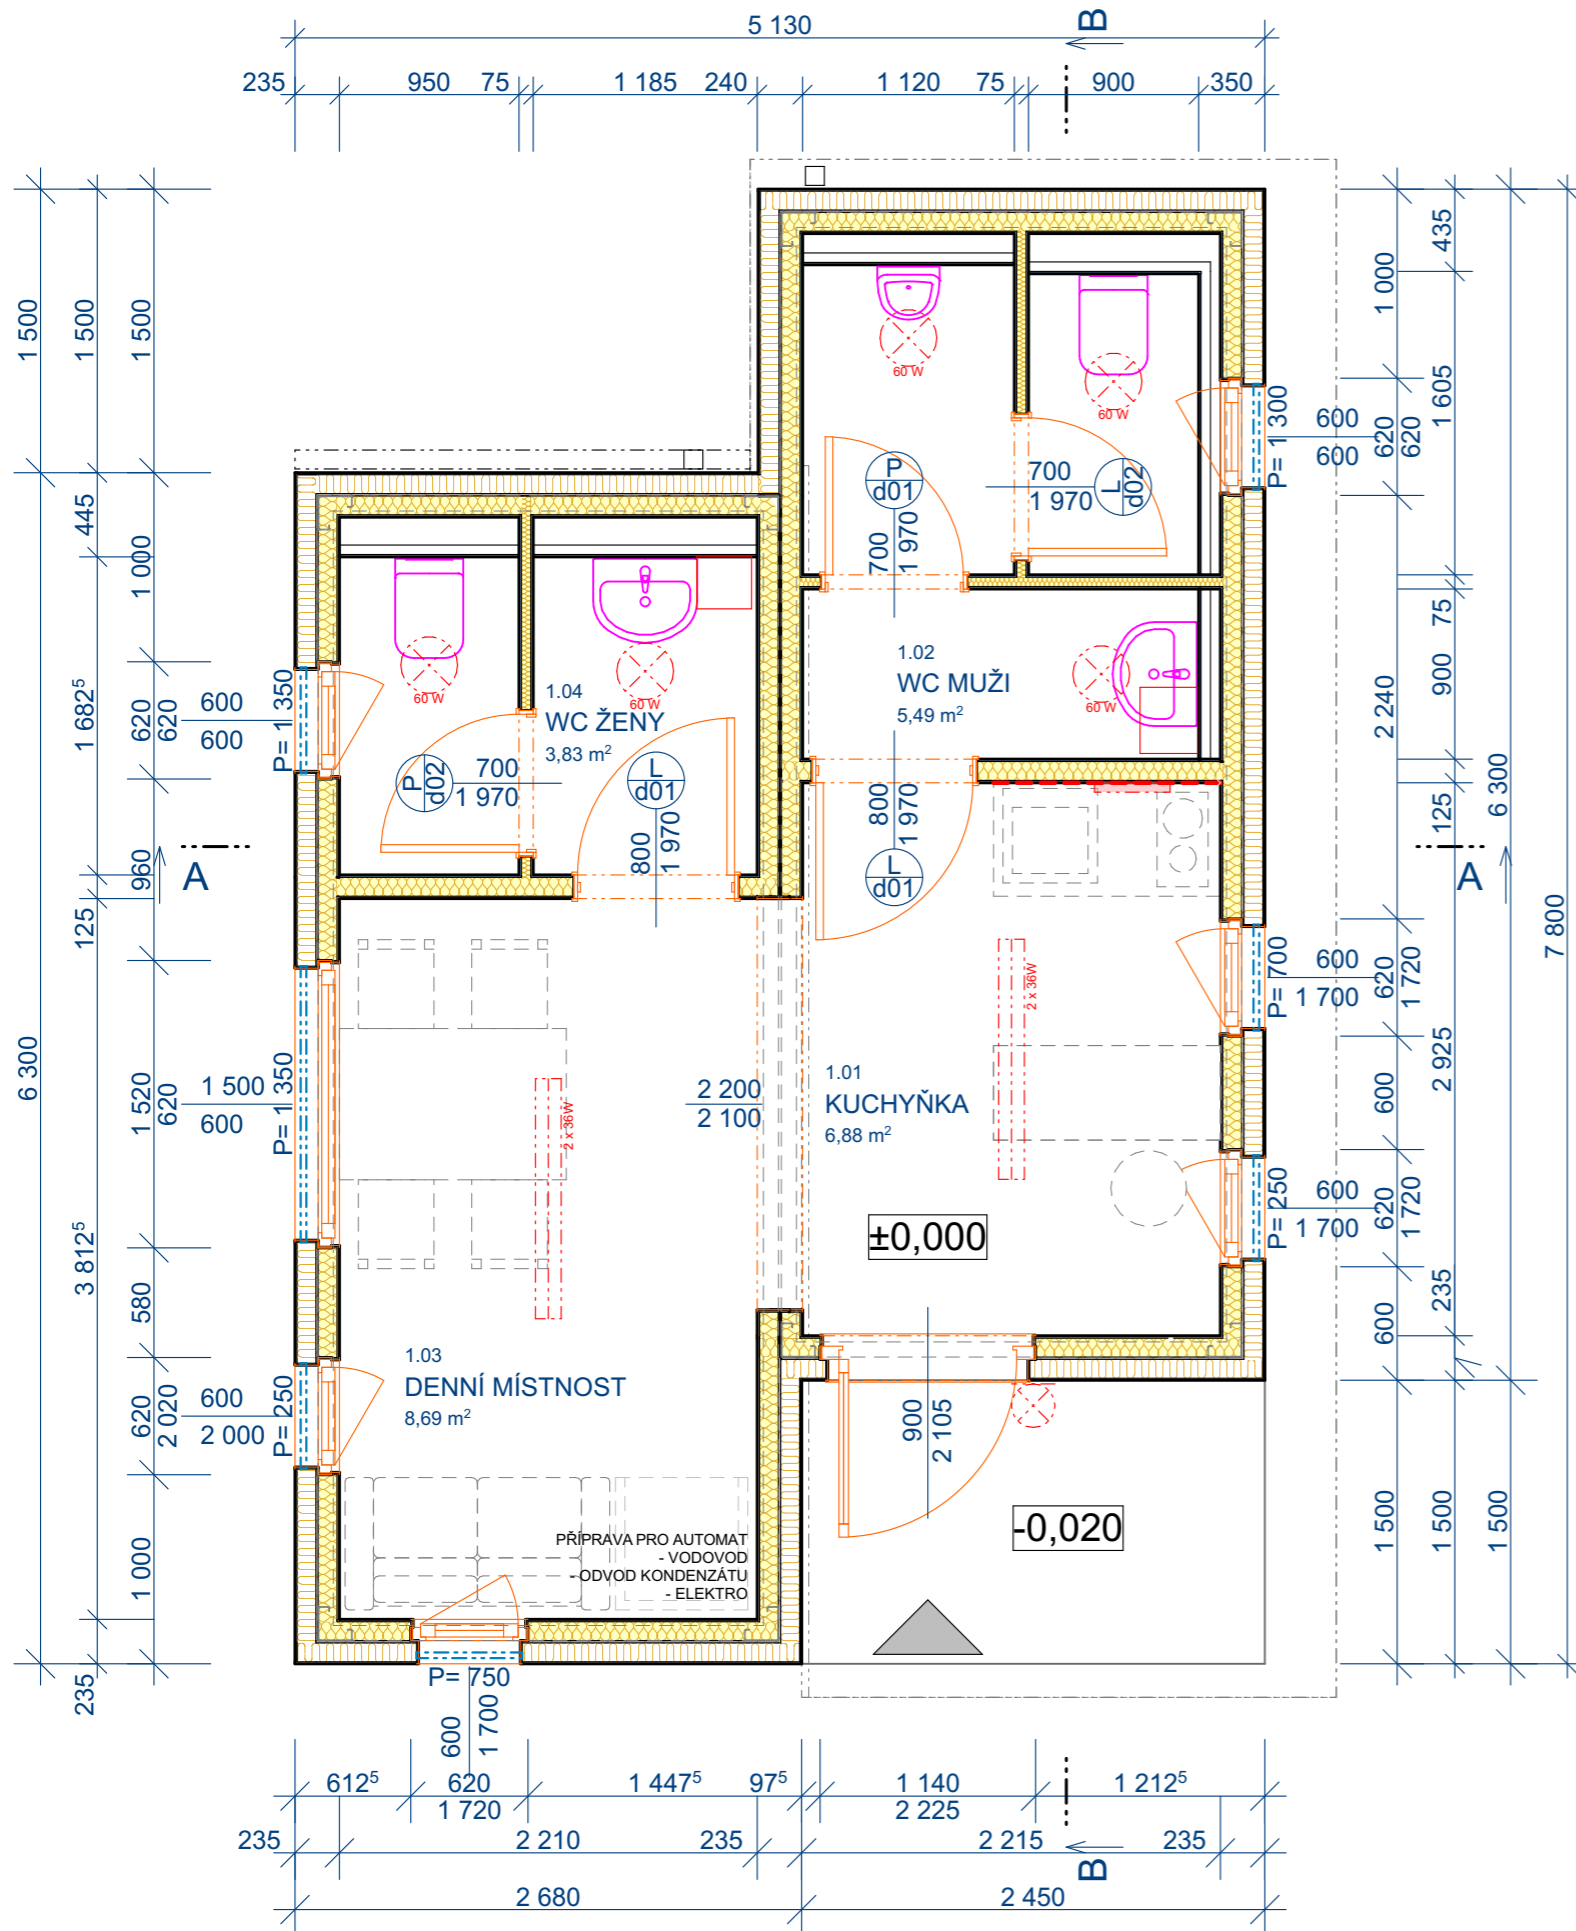 5 130
B
235 950 75 1 185 240 1 120 75 900 350
1 500
1 500
1 500
445
1 000
1 682⁵
620
620
960
125
6 300
1 520
620
3 812⁵
580
620
2 020
1 000
235
600
600
P= 1 350
1 500
600
P= 1 350
600
2 000
P= 250
A
60 W
60 W
P
d01
700
1 970
700
1 970
L
d02
1.02
WC MUŽI
5,49 m²
60 W
1.04
WC ŽENY
3,83 m²
60 W
60 W
P
d02
700
1 970
L
d01
800
1 970
800
1 970
L
d01
2 x 36W
2 x 36W
2 200
2 100
1.01
KUCHYŇKA
6,88 m²
±0,000
1.03
DENNÍ MÍSTNOST
8,69 m²
900
2 105
-0,020
PŘÍPRAVA PRO AUTOMAT
- VODOVOD
- ODVOD KONDENZÁTU
- ELEKTRO
P= 750
600
1 700
P= 1 300
600
600
P= 700
600
1 700
P= 250
600
1 700
A
435
1 000
1 605
620
620
75
900
2 240
125
6 300
7 800
620
1 720
2 925
600
620
1 720
235
600
1 500
1 500
1 500
612⁵ 620 1 447⁵ 97⁵ 1 140 1 212⁵
1 720 2 225
235 2 210 235 2 215 235
B
2 680 2 450